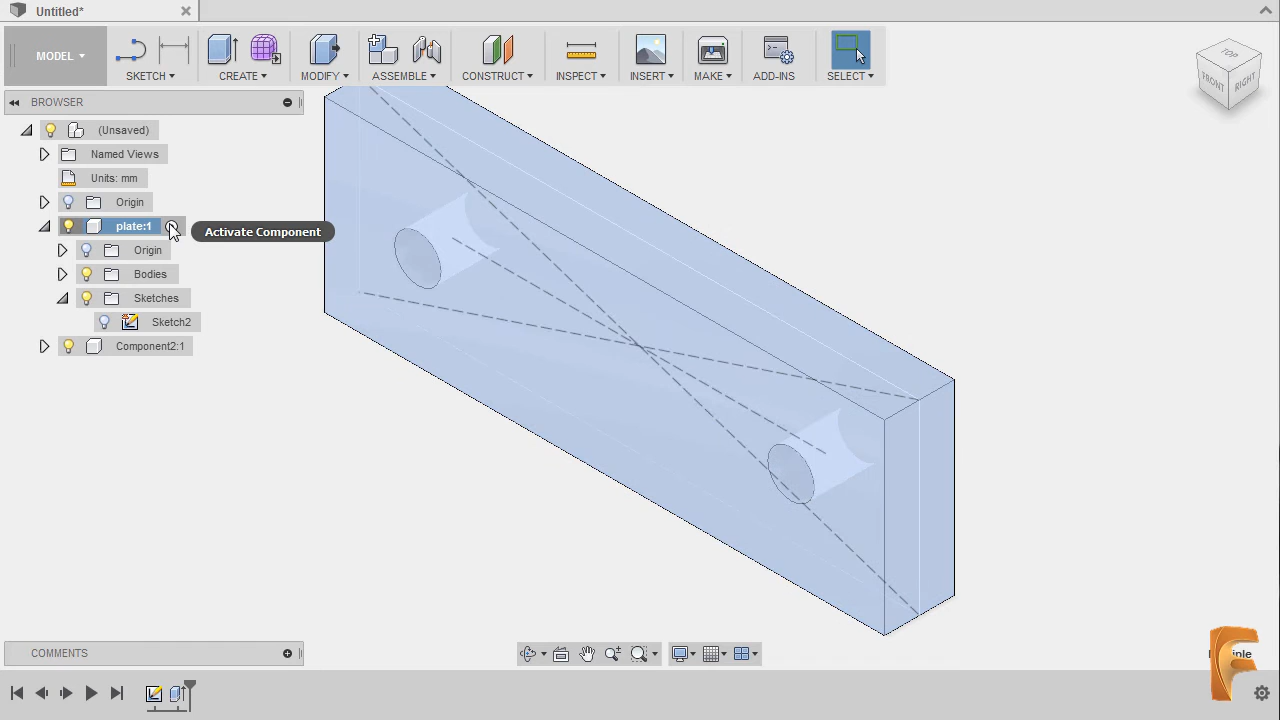 Untitled*
MODEL
SKETCH
CREATE
MODIFY
ASSEMBLE
CONSTRUCT
INSPECT
INSERT
MAKE
ADD-INS
SELECT
TOP
FRONT
RIGHT
BROWSER
(Unsaved)
Named Views
Units: mm
Origin
plate:1
Activate Component
Origin
Bodies
Sketches
Sketch2
Component2:1
COMMENTS